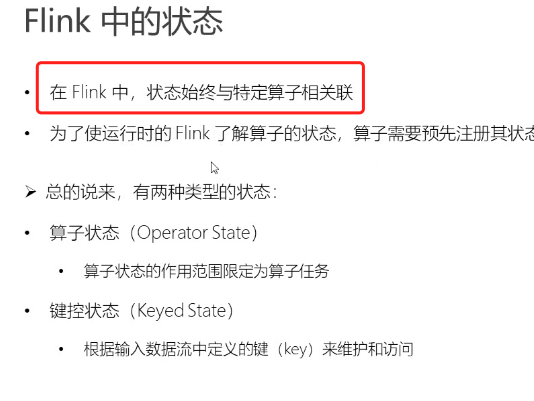 Flink 中的状态
• 在 Flink 中，状态始终与特定算子相关联
• 为了使运行时的 Flink 了解算子的状态，算子需要预先注册其状态
➢ 总的说来，有两种类型的状态：
• 算子状态（Operator State）
• 算子状态的作用范围限定为算子任务
• 键控状态（Keyed State）
• 根据输入数据流中定义的键（key）来维护和访问